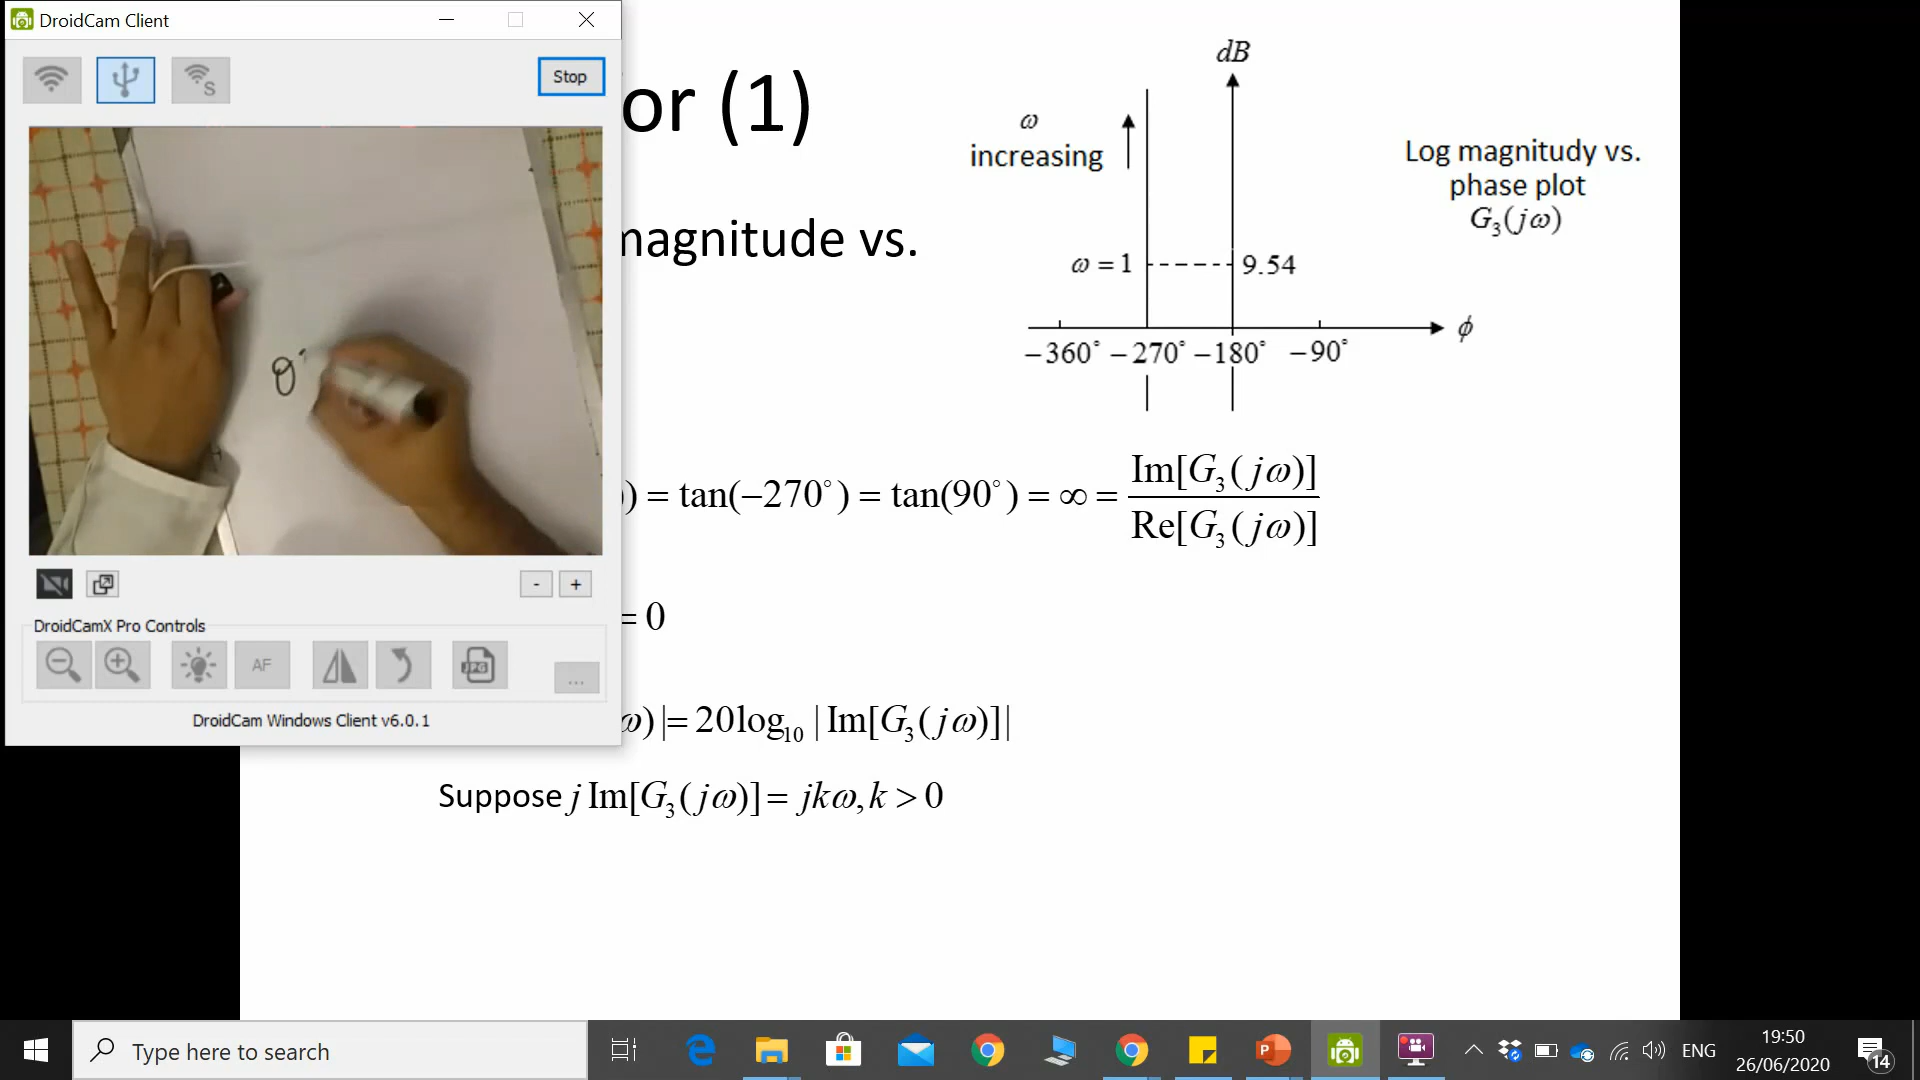 DroidCam Client
Stop
DroidCamX Pro Controls
AF
JPG
...
DroidCam Windows Client v6.0.1
or (1)
magnitude vs.
dB
ω
increasing
ω = 1
9.54
ϕ
−360° −270° −180° −90°
Log magnitudy vs.
phase plot
G₃(jω)
) = tan(−270°) = tan(90°) = ∞ = Im[G₃(jω)] / Re[G₃(jω)]
= 0
ω)|= 20log₁₀ | Im[G₃(jω)]|
Suppose j Im[G₃(jω)] = jkω, k > 0
Type here to search
ENG
19:50
26/06/2020
14